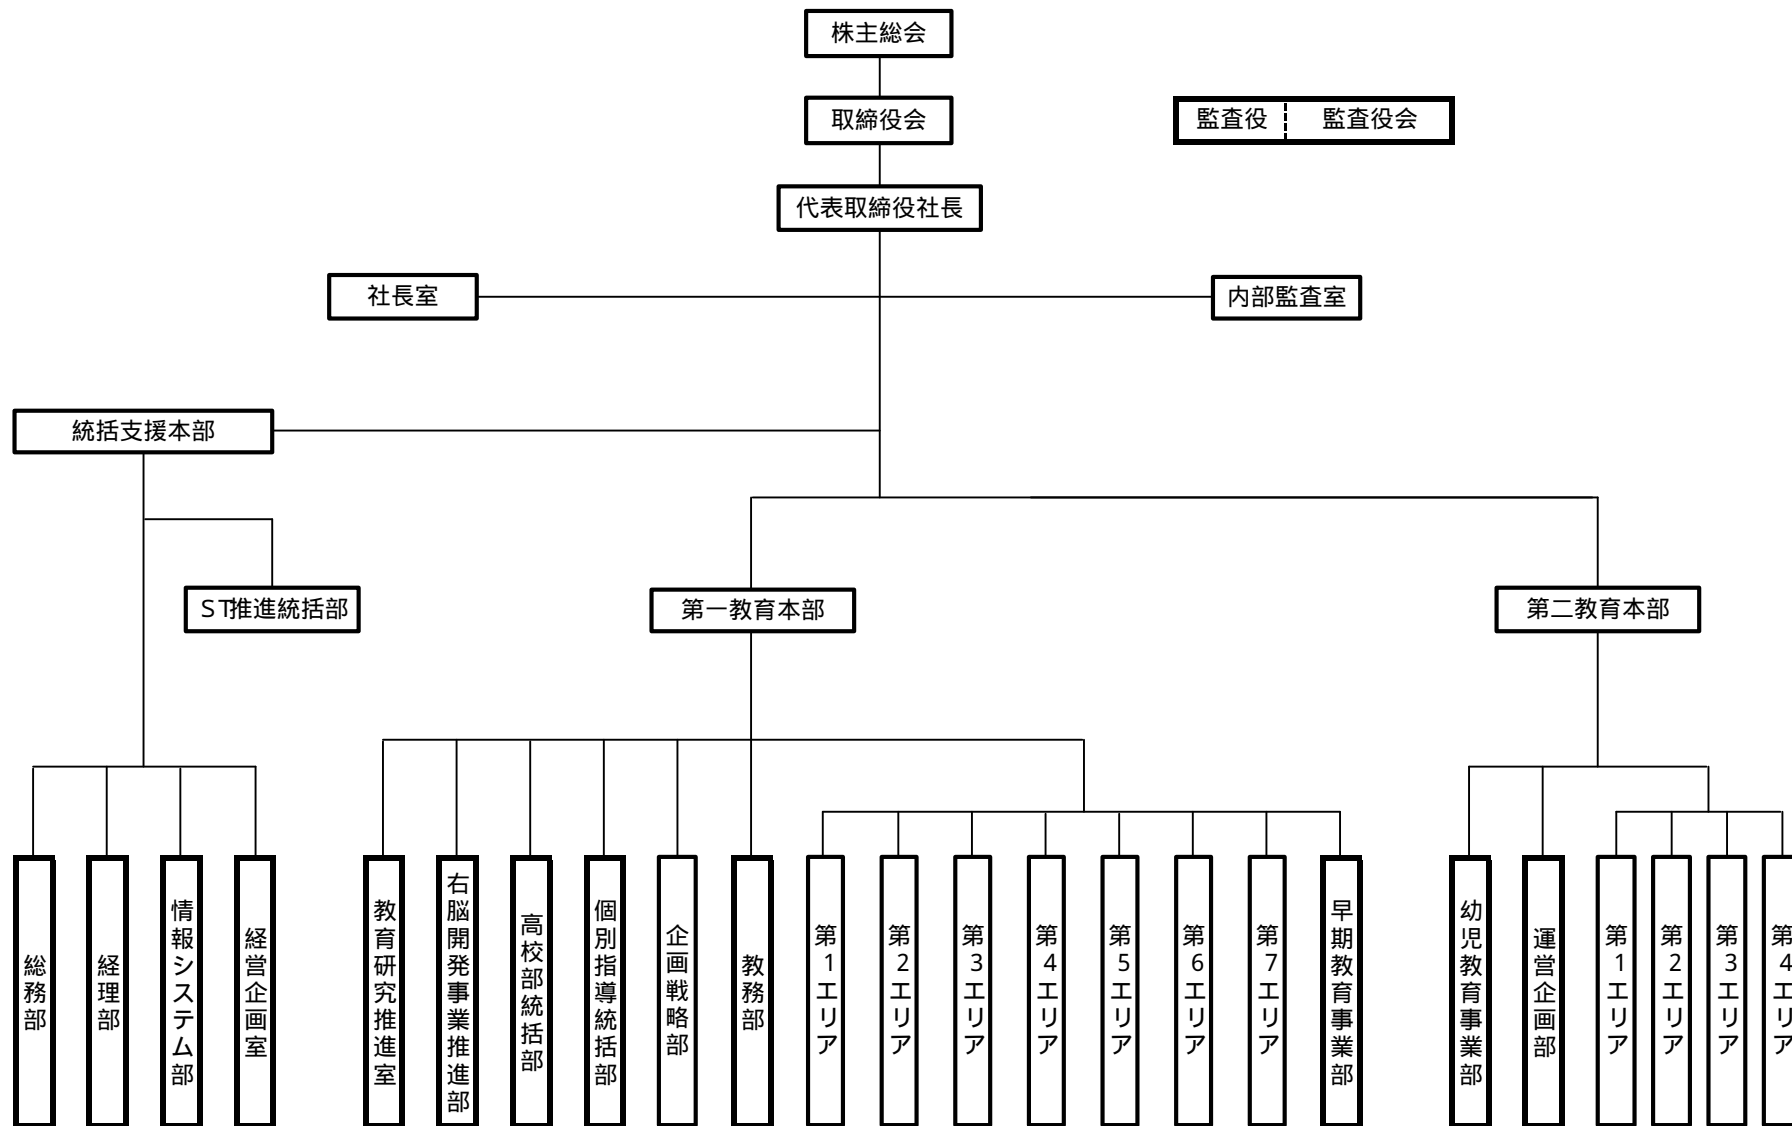 株主総会
取締役会
監査役 監査役会
代表取締役社長
社長室
内部監査室
統括支援本部
ST推進統括部
第一教育本部
第二教育本部
総務部
経理部
情報システム部
経営企画室
教育研究推進室
右脳開発事業推進部
高校部統括部
個別指導統括部
企画戦略部
教務部
第1エリア
第2エリア
第3エリア
第4エリア
第5エリア
第6エリア
第7エリア
早期教育事業部
幼児教育事業部
運営企画部
第1エリア
第2エリア
第3エリア
第4エリア